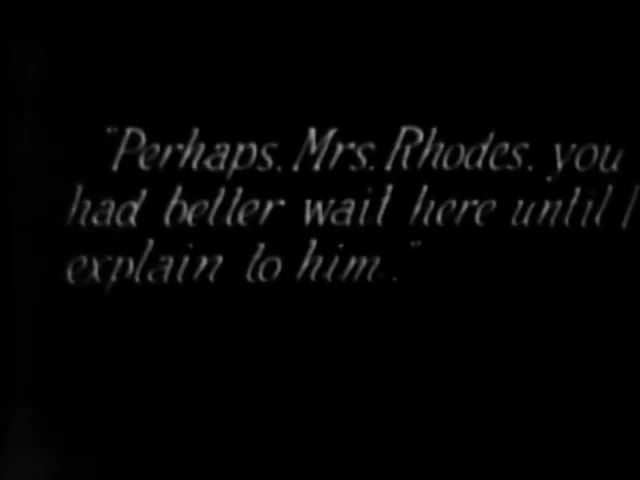 "Perhaps, Mrs. Rhodes, you
had better wait here until I
explain to him."